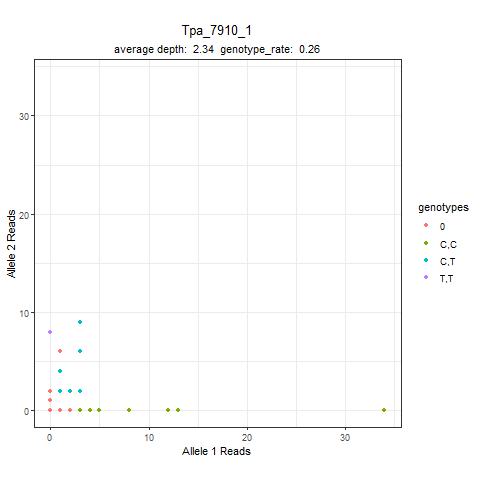 Tpa_7910_1
average depth:  2.34  genotype_rate:  0.26
Allele 2 Reads
30
20
10
0
0
10
20
30
Allele 1 Reads
genotypes
0
C,C
C,T
T,T